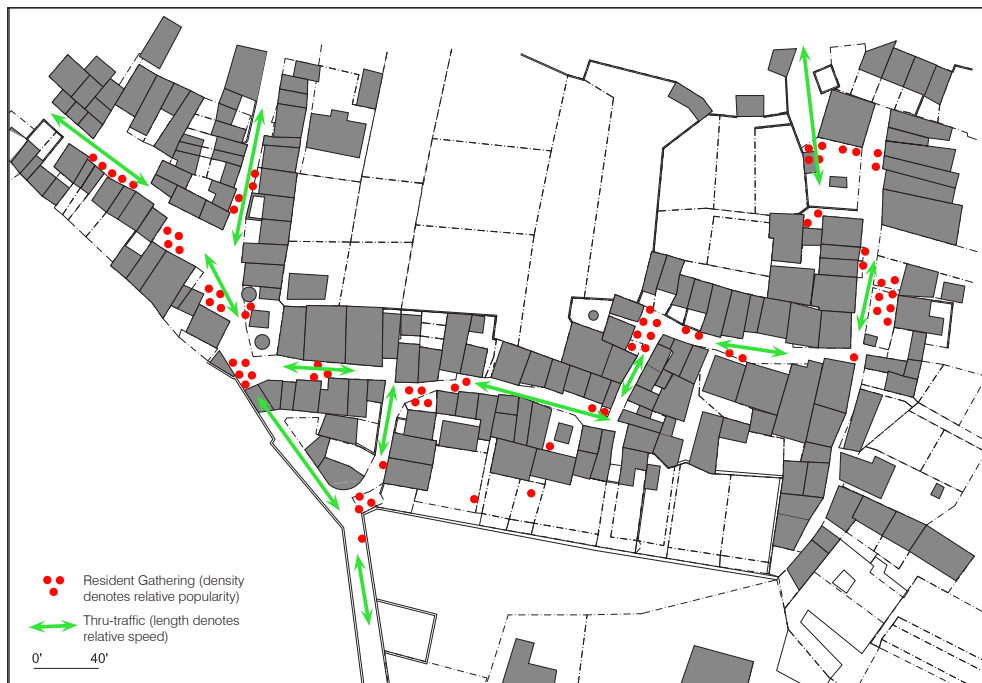 Resident Gathering (density
denotes relative popularity)
Thru-traffic (length denotes
relative speed)
0' 40'